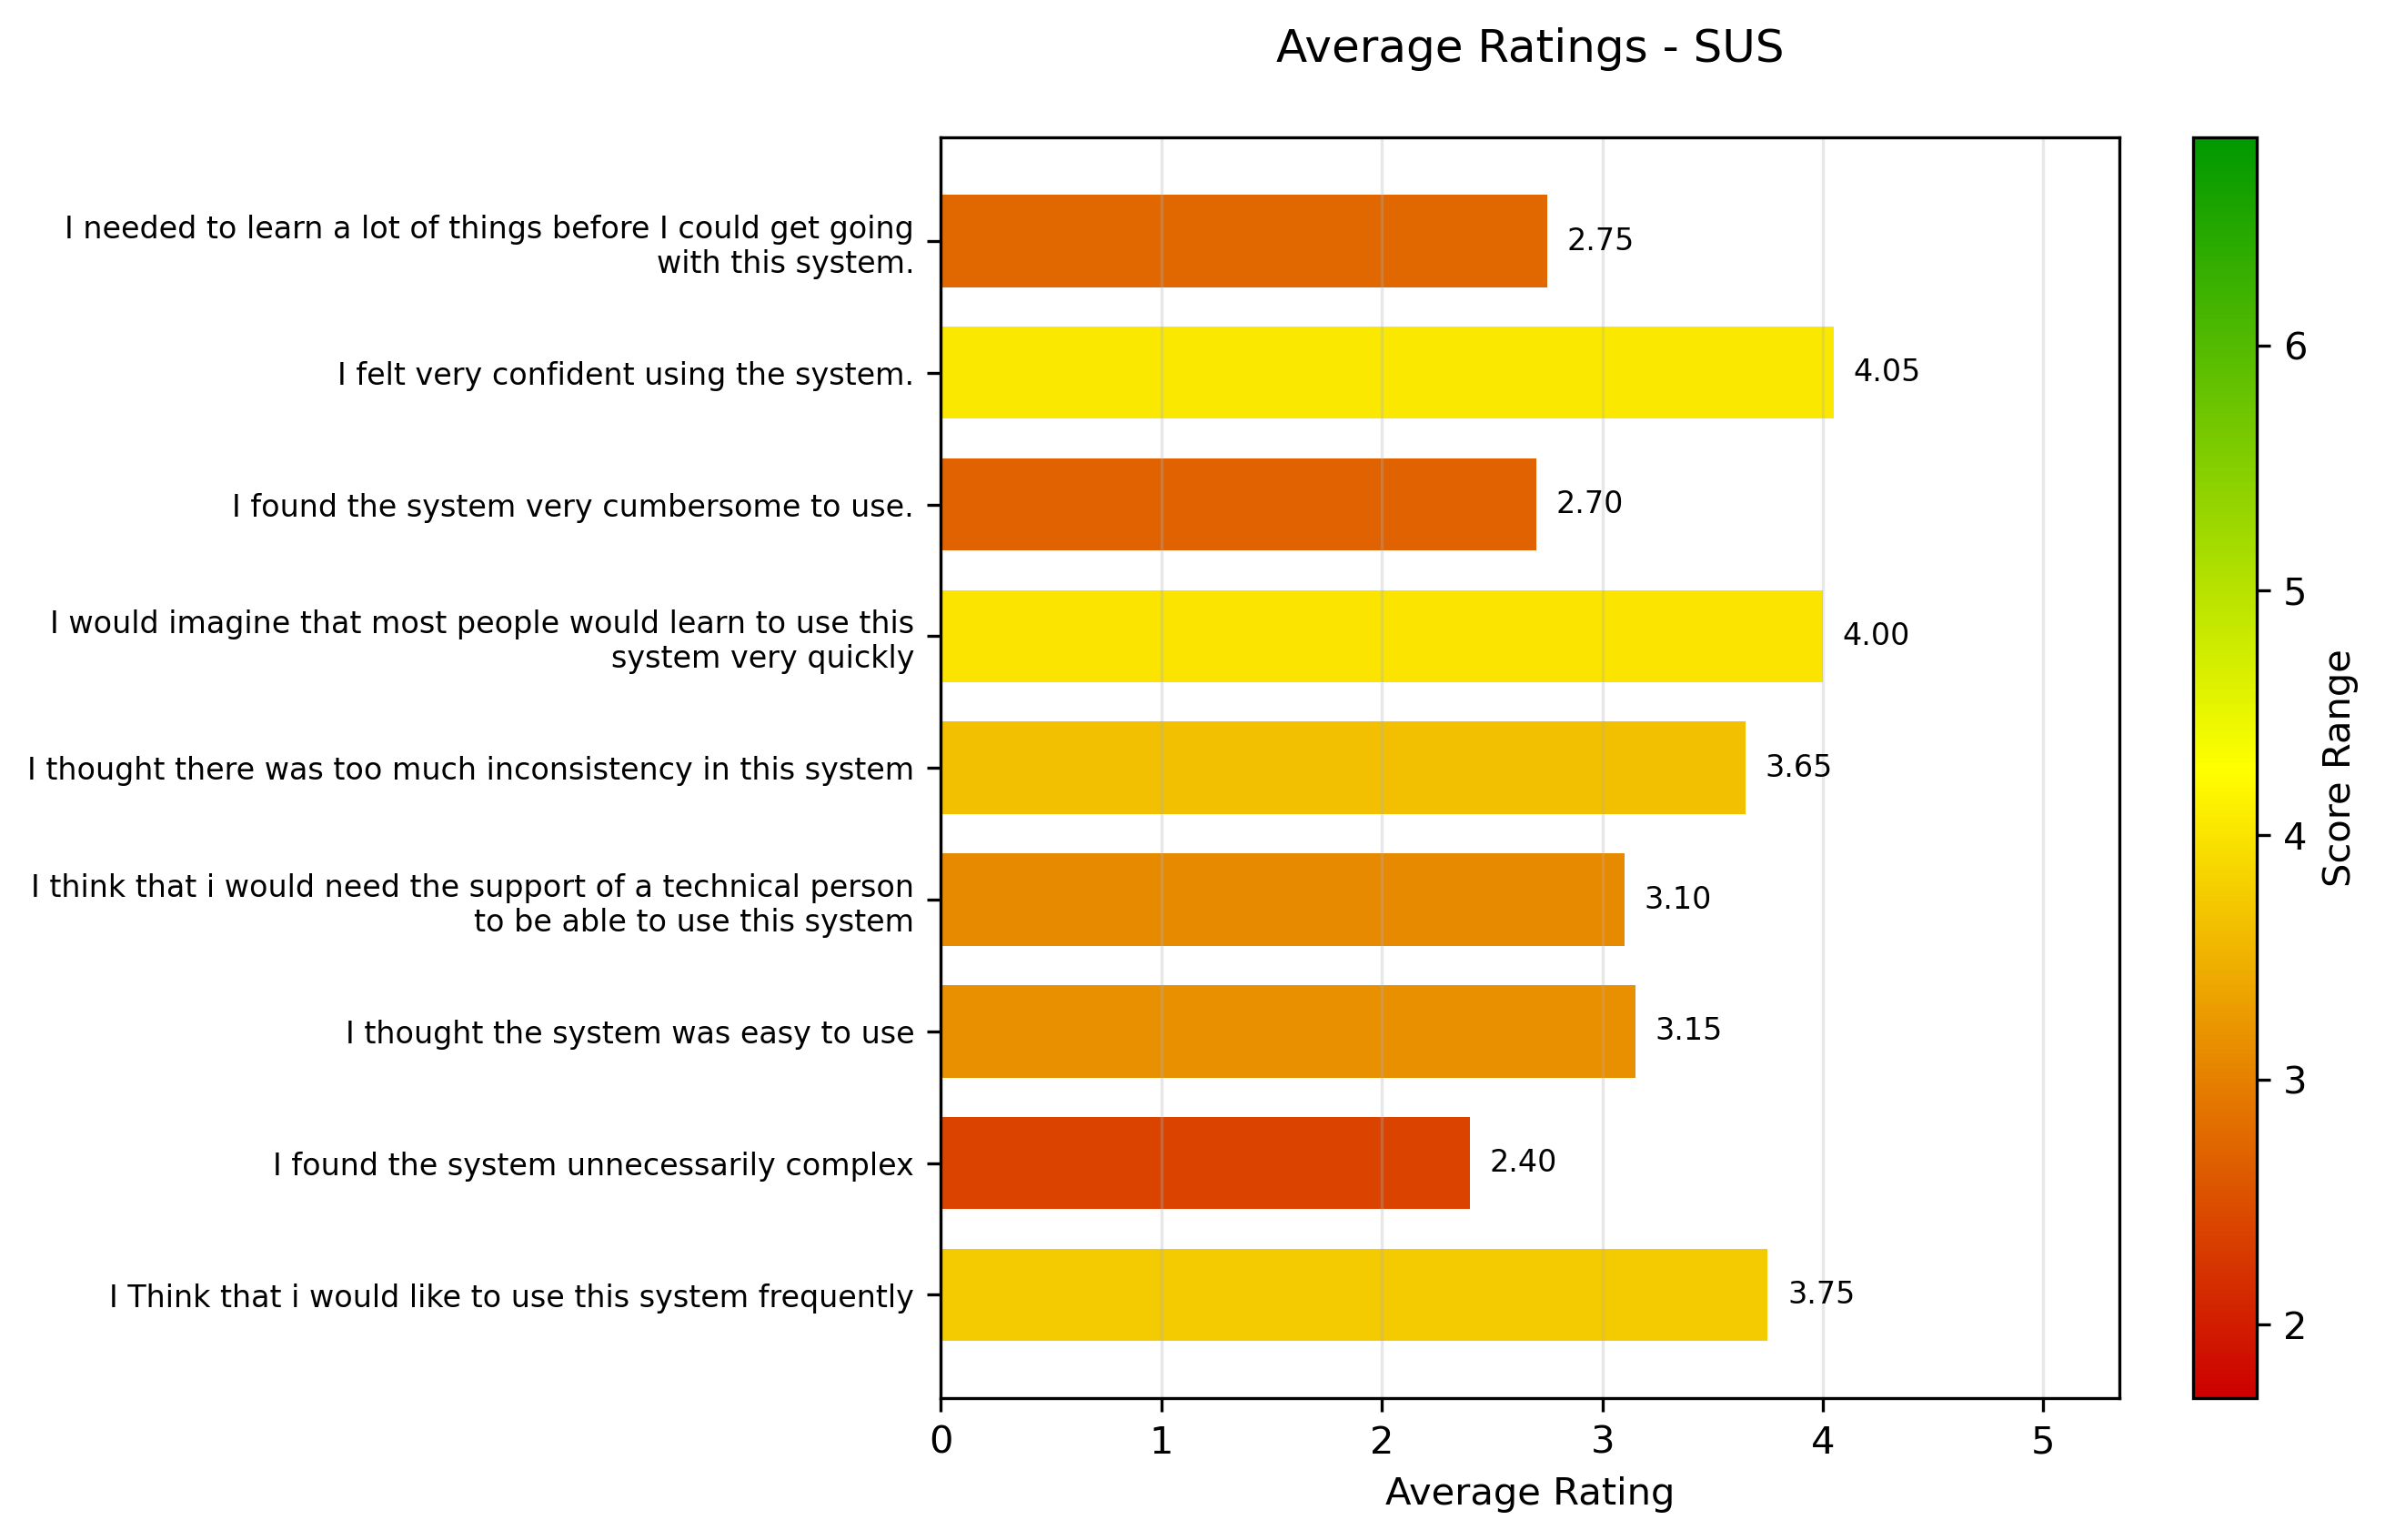 Average Ratings - SUS
I needed to learn a lot of things before I could get going
with this system.
2.75
I felt very confident using the system.
4.05
I found the system very cumbersome to use.
2.70
I would imagine that most people would learn to use this
system very quickly
4.00
I thought there was too much inconsistency in this system
3.65
I think that i would need the support of a technical person
to be able to use this system
3.10
I thought the system was easy to use
3.15
I found the system unnecessarily complex
2.40
I Think that i would like to use this system frequently
3.75
0 1 2 3 4 5
Average Rating
6
5
4
3
2
Score Range